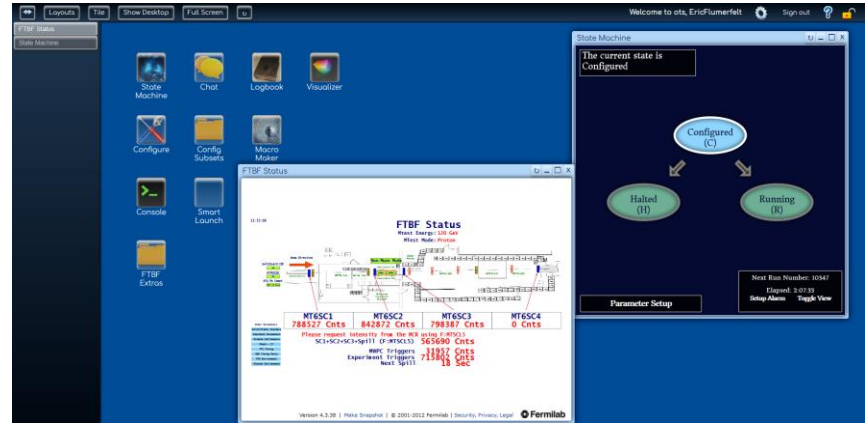 Layouts Tile Show Desktop Full Screen Welcome to ots, EricFlumerfelt Sign out
FTBF Status
State Machine
State Machine
Chat
Logbook
Visualizer
Configure
Config Subsets
Macro Maker
Console
Smart Launch
FTBF Extras
State Machine
The current state is
Configured
Configured
(C)
Halted
(H)
Running
(R)
Next Run Number: 10347
Elapsed: 2:07:33
Setup Alarm Toggle View
Parameter Setup
FTBF Status
FTBF Status
Mtest Energy: 120 GeV
MTest Mode: Proton
MT6SC1 MT6SC2 MT6SC3 MT6SC4
788527 Cnts 842872 Cnts 798387 Cnts 0 Cnts
Please request intensity from the MCR using F:MTSCLS
SC1+SC2+SC3+Spill (F:MTSCLS) 565690 Cnts
MWPC Triggers 31957 Cnts
Experiment Triggers 713802 Cnts
Next Spill 18 Sec
Version 4.3.38 | Make Snapshot | © 2001-2012 Fermilab | Security, Privacy, Legal Fermilab